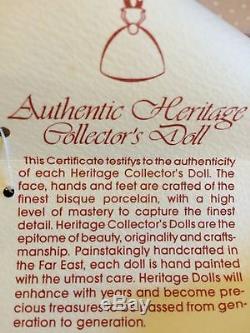 Authentic Heritage
Collector's Doll
This Certificate testifys to the authenticity
of each Heritage Collector's Doll. The
face, hands and feet are crafted of the
finest bisque porcelain, with a high
level of mastery to capture the finest
detail. Heritage Collector's Dolls are the
epitome of beauty, originality and crafts-
manship. Painstakingly handcrafted in
the Far East, each doll is hand painted
with the utmost care. Heritage Dolls will
enhance with years and become pre-
cious treasures passed from gen-
eration to generation.